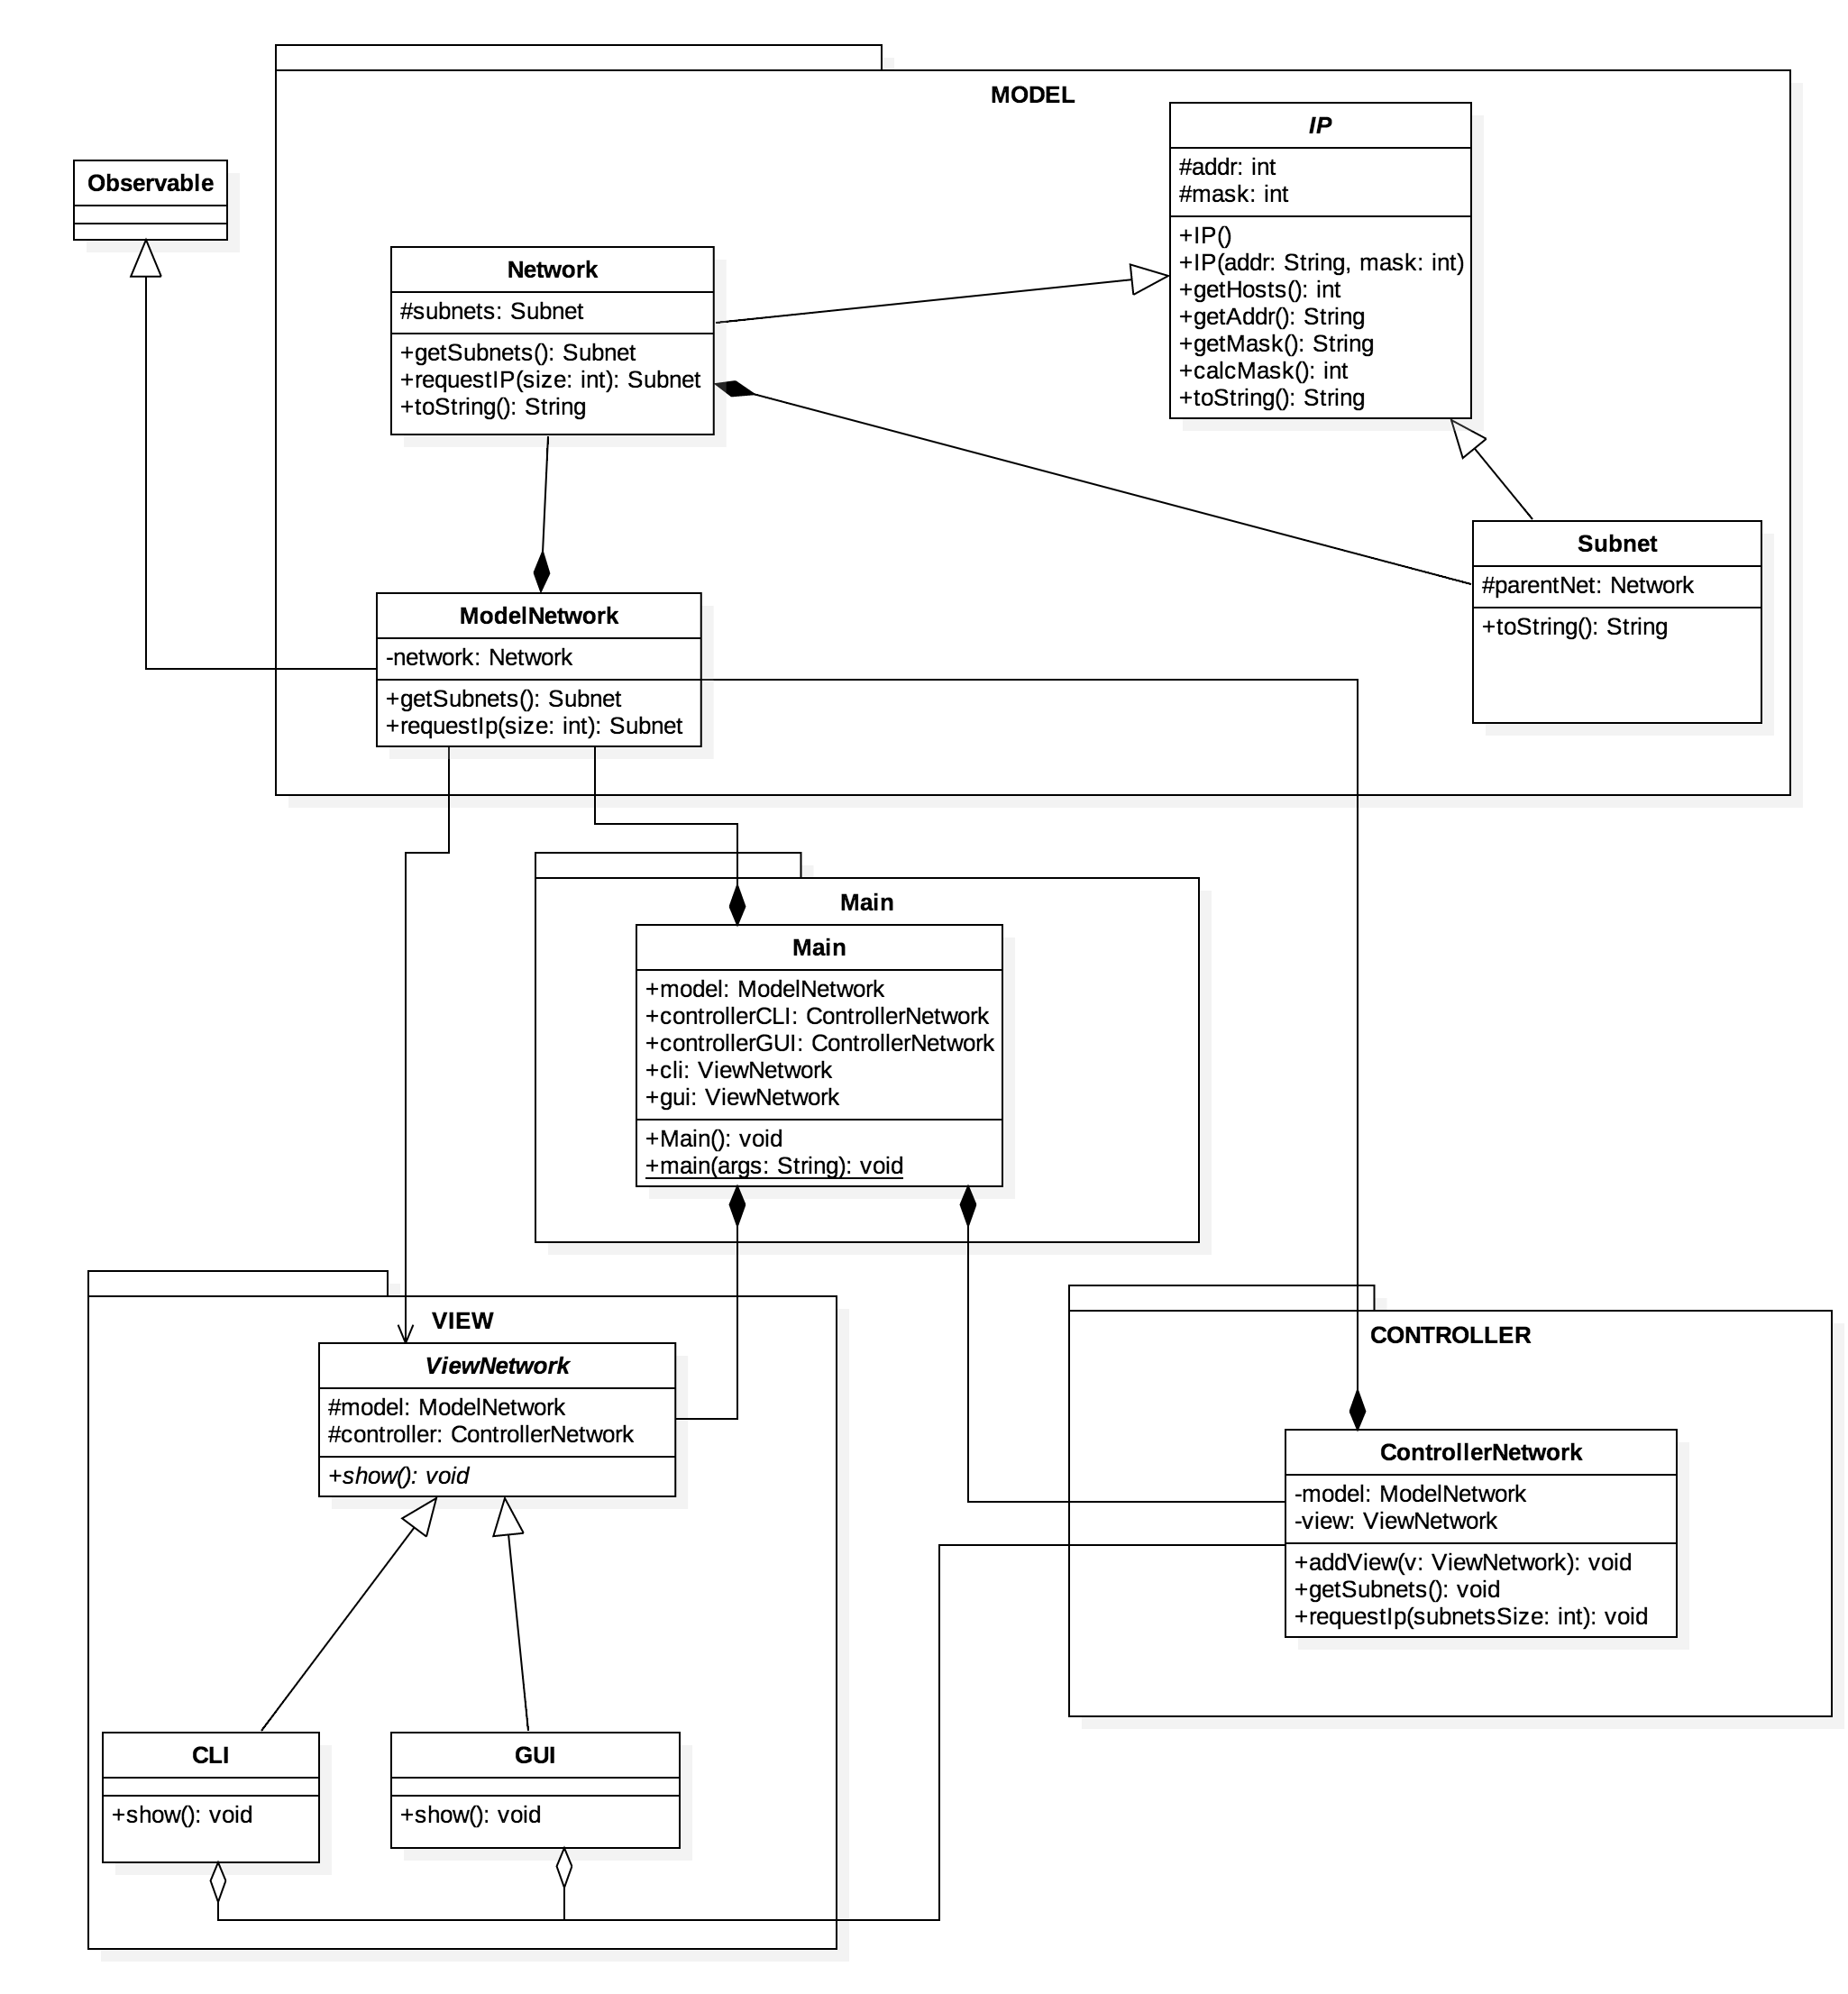 MODEL
IP
#addr: int
#mask: int
+IP()
+IP(addr: String, mask: int)
+getHosts(): int
+getAddr(): String
+getMask(): String
+calcMask(): int
+toString(): String
Observable
Network
#subnets: Subnet
+getSubnets(): Subnet
+requestIP(size: int): Subnet
+toString(): String
Subnet
#parentNet: Network
+toString(): String
ModelNetwork
-network: Network
+getSubnets(): Subnet
+requestIp(size: int): Subnet
Main
Main
+model: ModelNetwork
+controllerCLI: ControllerNetwork
+controllerGUI: ControllerNetwork
+cli: ViewNetwork
+gui: ViewNetwork
+Main(): void
+main(args: String): void
VIEW
ViewNetwork
#model: ModelNetwork
#controller: ControllerNetwork
+show(): void
CONTROLLER
ControllerNetwork
-model: ModelNetwork
-view: ViewNetwork
+addView(v: ViewNetwork): void
+getSubnets(): void
+requestIp(subnetsSize: int): void
CLI
+show(): void
GUI
+show(): void